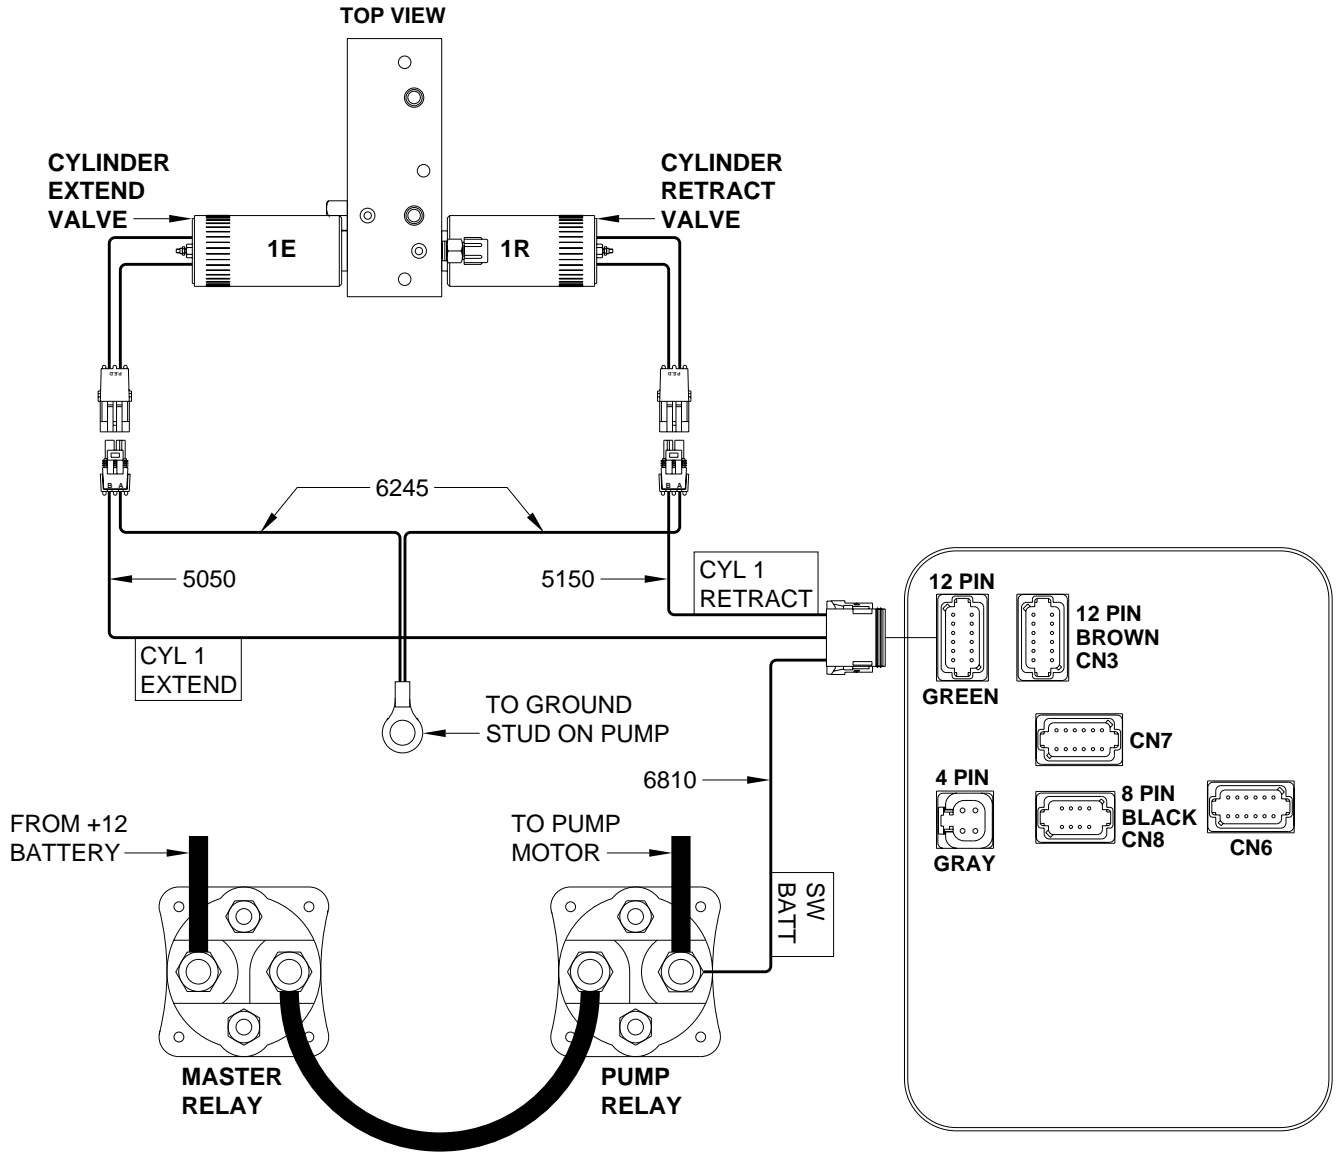 TOP VIEW
CYLINDER
EXTEND
VALVE
CYLINDER
RETRACT
VALVE
1E
1R
P.E.D
P.E.D
B A
B A
6245
5050
5150
CYL 1
RETRACT
CYL 1
EXTEND
12 PIN
GREEN
12 PIN
BROWN
CN3
TO GROUND
STUD ON PUMP
CN7
6810
4 PIN
GRAY
8 PIN
BLACK
CN8
CN6
FROM +12
BATTERY
TO PUMP
MOTOR
SW
BATT
MASTER
RELAY
PUMP
RELAY